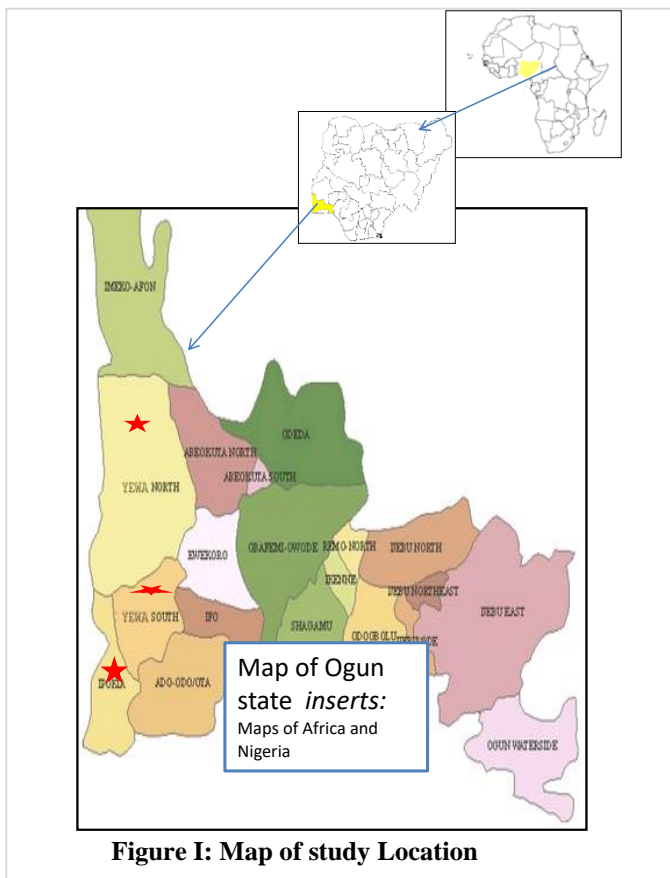 IMEKO-AFON
ODEDA
ABEOKUTA NORTH
ABEOKUTA SOUTH
YEWA NORTH
EWEKORO
OBAFEMI-OWODE
REMO-NORTH
IJEBU NORTH
IKENNE
IJEBU NORTHEAST
YEWA SOUTH
IFO
SHAGAMU
IJEBU EAST
ODOGBOLU
ADO-ODO/OTA
OGUN WATERSIDE
Map of Ogun
state inserts:
Maps of Africa and
Nigeria
Figure I: Map of study Location